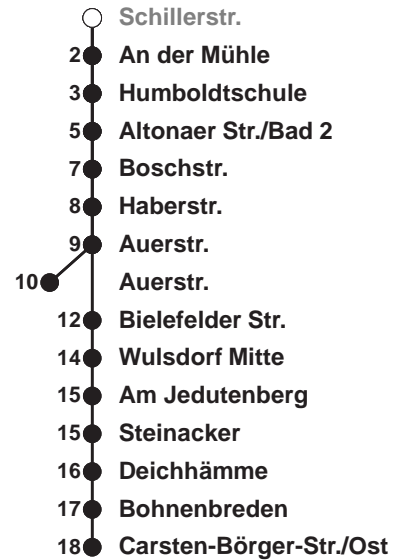 Schillerstr.
2 An der Mühle
3 Humboldtschule
5 Altonaer Str./Bad 2
7 Boschstr.
8 Haberstr.
9 Auerstr.
10 Auerstr.
12 Bielefelder Str.
14 Wulsdorf Mitte
15 Am Jedutenberg
15 Steinacker
16 Deichhämme
17 Bohnenbreden
18 Carsten-Börger-Str./Ost